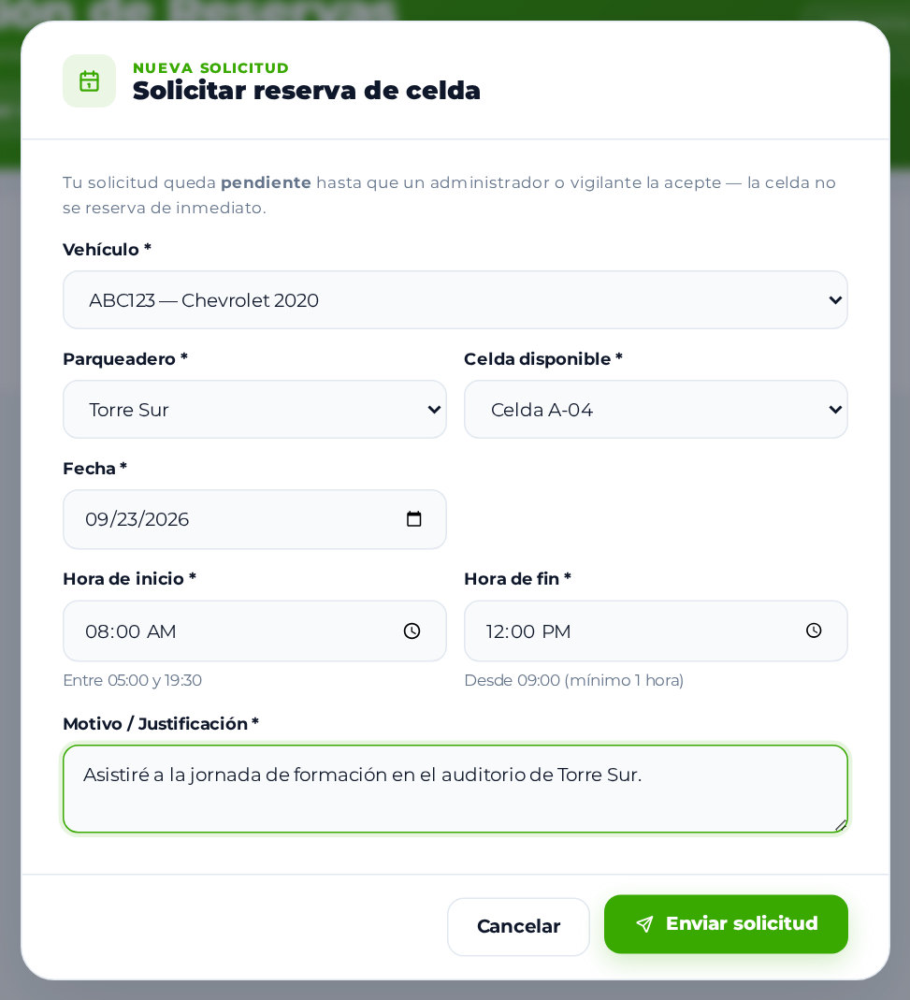 ión de Reservas
NUEVA SOLICITUD
Solicitar reserva de celda
Tu solicitud queda pendiente hasta que un administrador o vigilante la acepte — la celda no
se reserva de inmediato.
Vehículo *
ABC123 — Chevrolet 2020
Parqueadero *
Celda disponible *
Torre Sur
Celda A-04
Fecha *
09/23/2026
Hora de inicio *
Hora de fin *
08:00 AM
12:00 PM
Entre 05:00 y 19:30
Desde 09:00 (mínimo 1 hora)
Motivo / Justificación *
Asistiré a la jornada de formación en el auditorio de Torre Sur.
Cancelar
Enviar solicitud